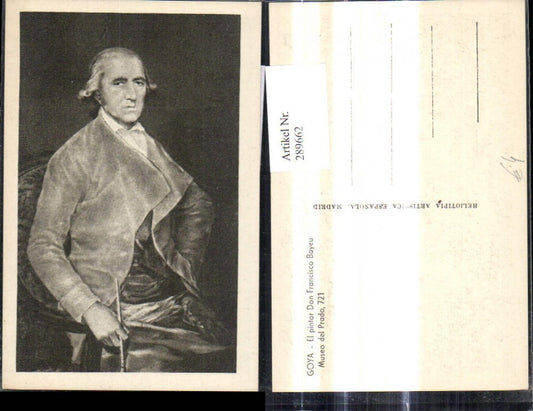 Artikel Nr.
289662
HELIOTIPIA ARTISTICA ESPAÑOLA. MADRID
GOYA - El pintor Don Francisco Bayeu
Museo del Prado, 721